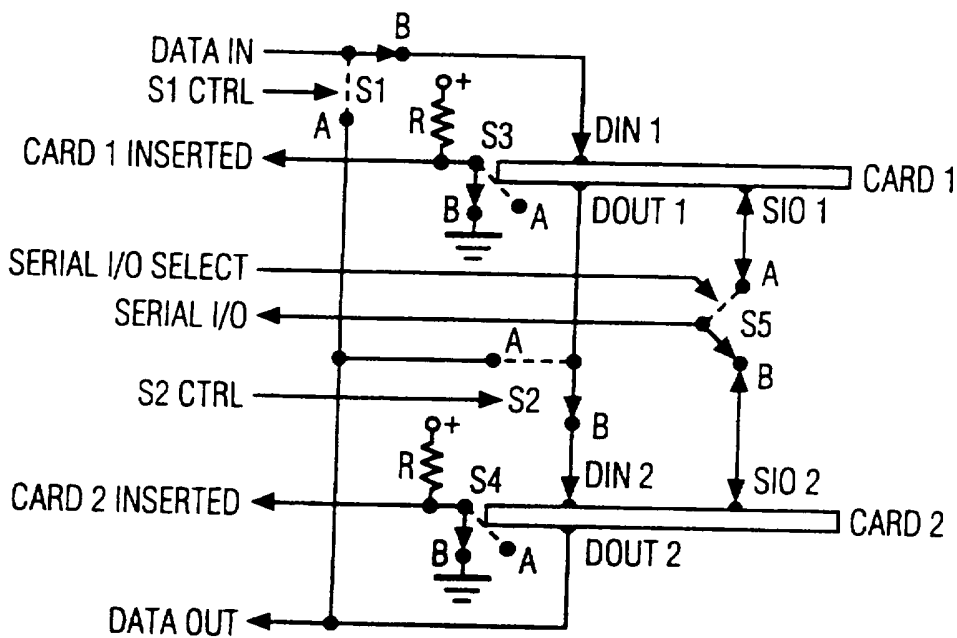 B
DATA IN
S1 CTRL
S1
+
R
A
S3
DIN 1
CARD 1 INSERTED
CARD 1
B
A
DOUT 1
SIO 1
SERIAL I/O SELECT
A
SERIAL I/O
S5
A
B
S2 CTRL
S2
+
B
R
S4
DIN 2
SIO 2
CARD 2 INSERTED
CARD 2
B
A
DOUT 2
DATA OUT